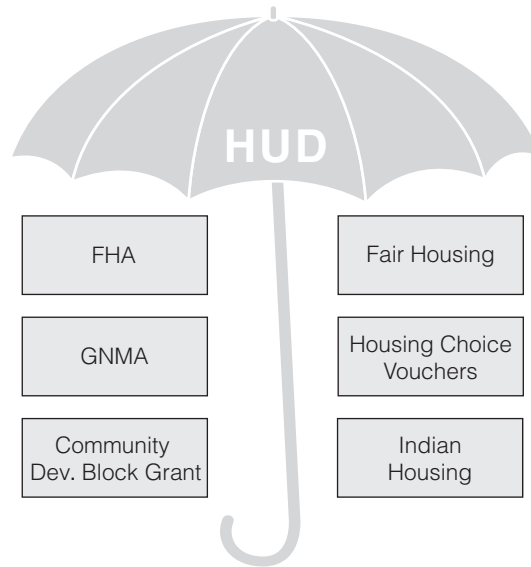 HUD
FHA
Fair Housing
GNMA
Housing Choice
Vouchers
Community
Dev. Block Grant
Indian
Housing